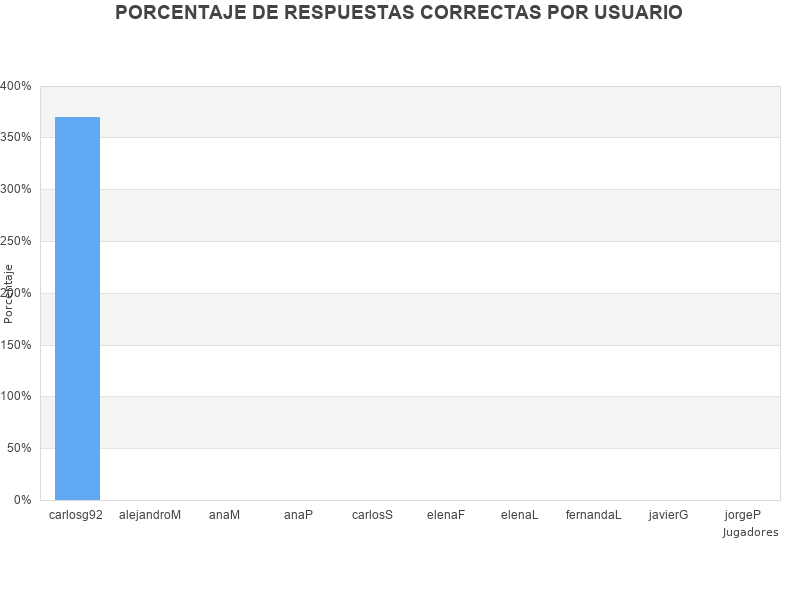 PORCENTAJE DE RESPUESTAS CORRECTAS POR USUARIO
400%
350%
300%
250%
200%
150%
100%
50%
0%
Porcentaje
carlosg92 alejandroM anaM anaP carlosS elenaF elenaL fernandaL javierG jorgeP
Jugadores